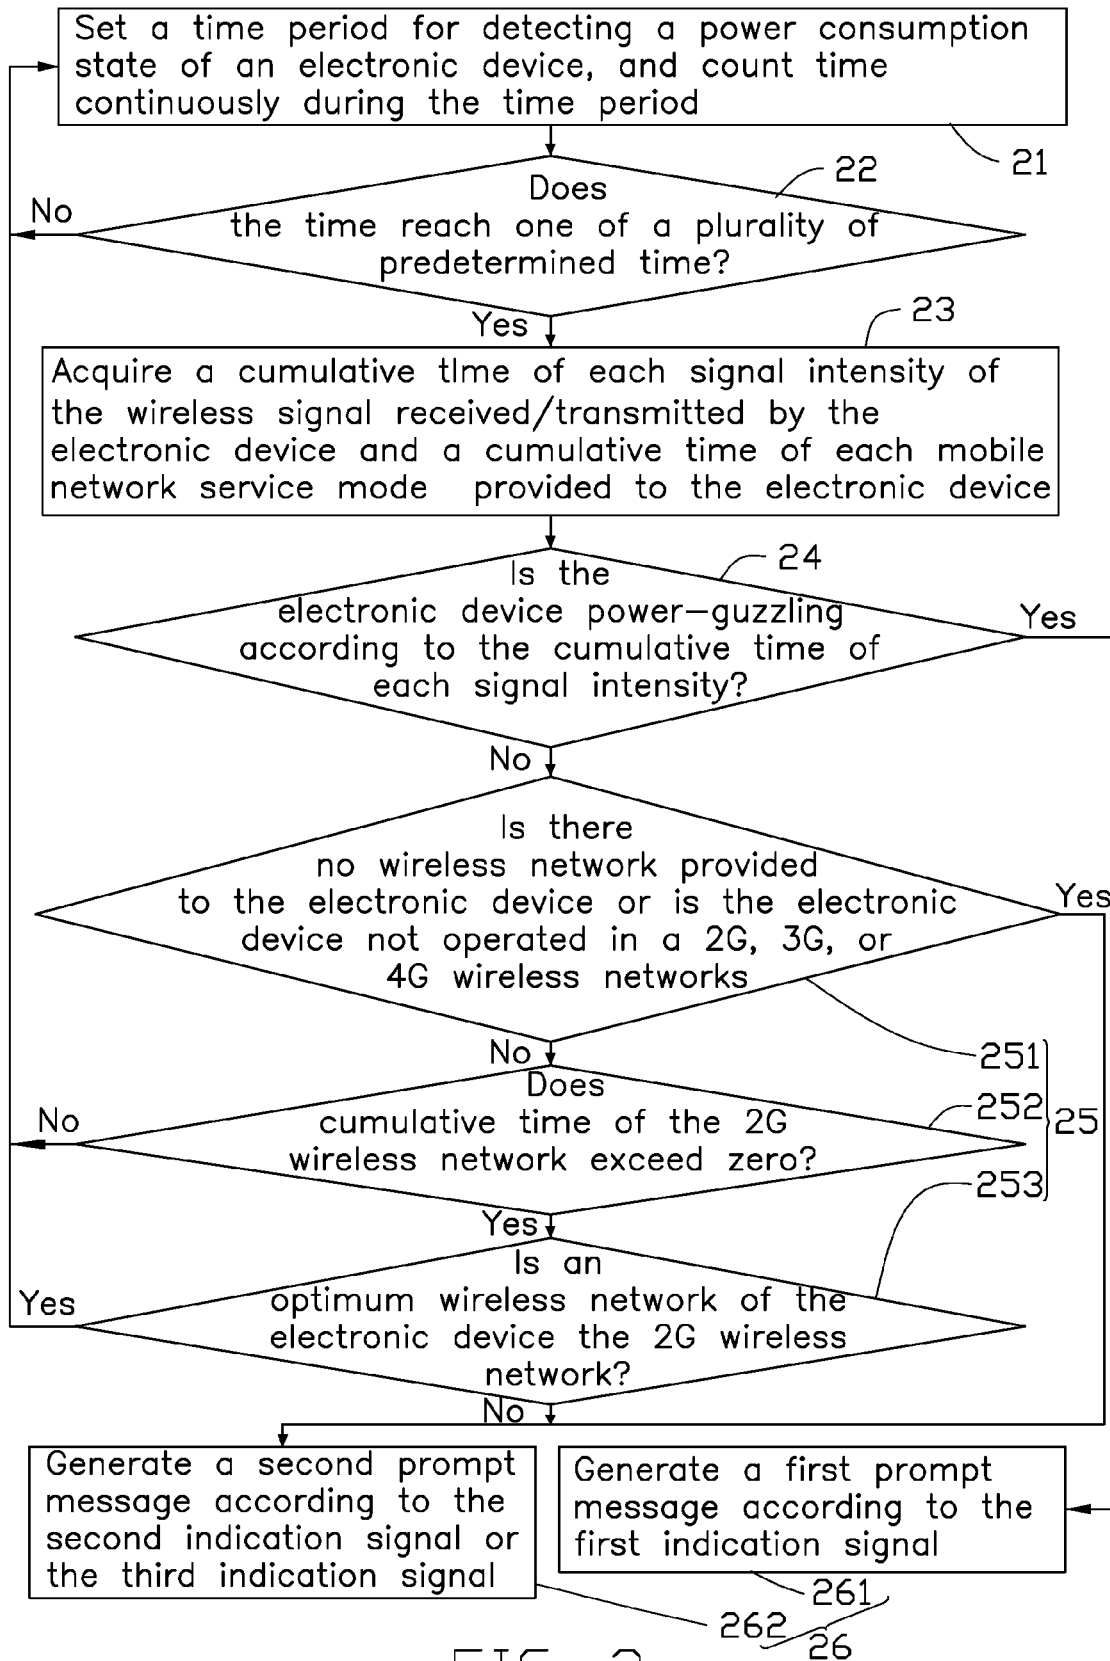 Set a time period for detecting a power consumption
state of an electronic device, and count time
continuously during the time period
21
22
Does
the time reach one of a plurality of
predetermined time?
No
Yes
23
Acquire a cumulative time of each signal intensity of
the wireless signal received/transmitted by the
electronic device and a cumulative time of each mobile
network service mode provided to the electronic device
24
Is the
electronic device power-guzzling
according to the cumulative time of
each signal intensity?
Yes
No
Is there
no wireless network provided
to the electronic device or is the electronic
device not operated in a 2G, 3G, or
4G wireless networks
Yes
No
251
252
253
25
Does
cumulative time of the 2G
wireless network exceed zero?
No
Yes
Is an
optimum wireless network of the
electronic device the 2G wireless
network?
Yes
No
Generate a second prompt
message according to the
second indication signal or
the third indication signal
Generate a first prompt
message according to the
first indication signal
261
262
26